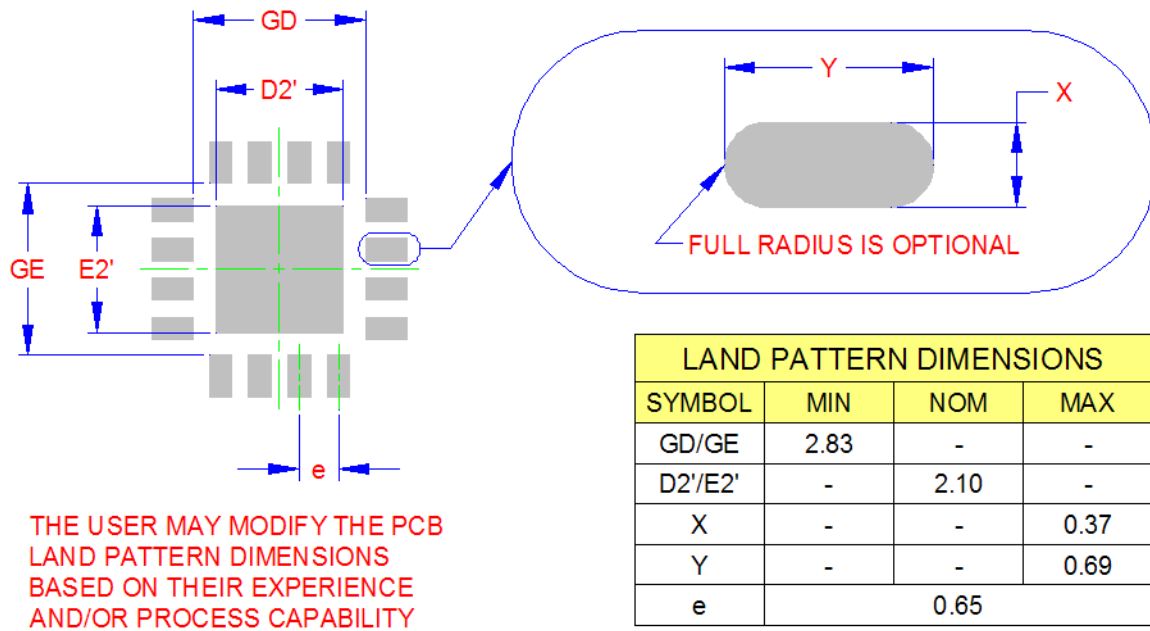 GD
D2'
GE
E2'
e
Y
X
FULL RADIUS IS OPTIONAL
THE USER MAY MODIFY THE PCB
LAND PATTERN DIMENSIONS
BASED ON THEIR EXPERIENCE
AND/OR PROCESS CAPABILITY
LAND PATTERN DIMENSIONS
SYMBOL MIN NOM MAX
GD/GE 2.83 - -
D2'/E2' - 2.10 -
X - - 0.37
Y - - 0.69
e 0.65